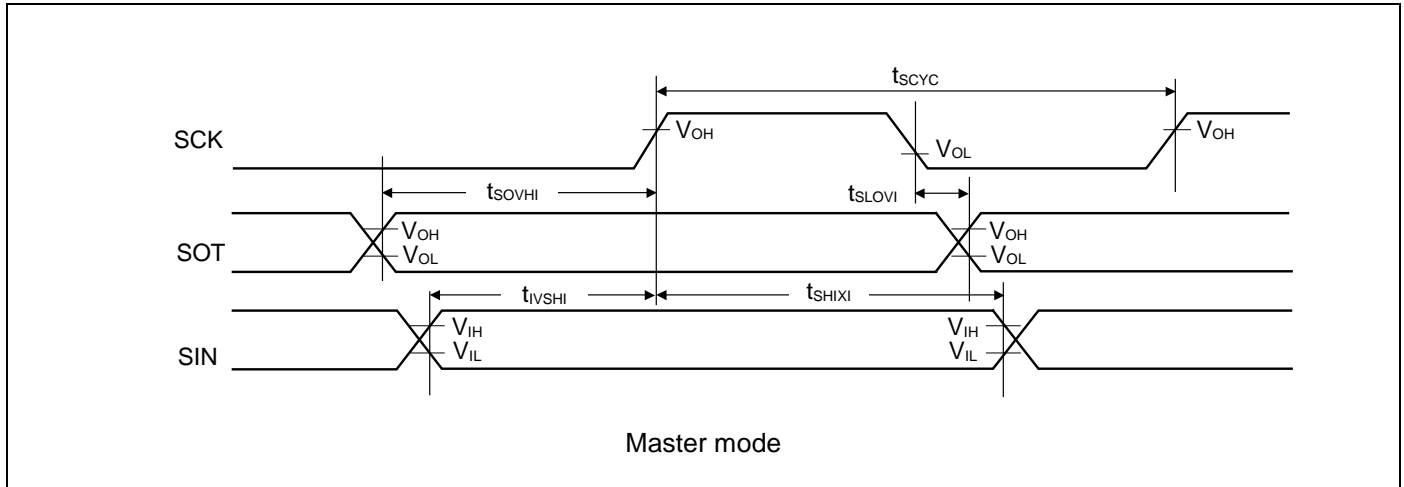 tSCYC
SCK
VOH
VOL
VOH
tSOVHI
tSLOVI
SOT
VOH
VOL
VOH
VOL
tIVSHI
tSHIXI
SIN
VIH
VIL
VIH
VIL
Master mode